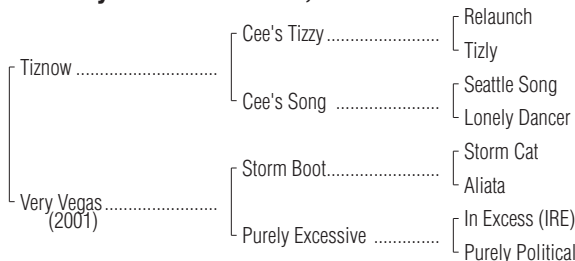 Relaunch
Cee's Tizzy ........................
Tizly
Tiznow ..............................
Seattle Song
Cee's Song ......................
Lonely Dancer
Storm Cat
Storm Boot........................
Aliata
Very Vegas........................
(2001)
In Excess (IRE)
Purely Excessive ..............
Purely Political